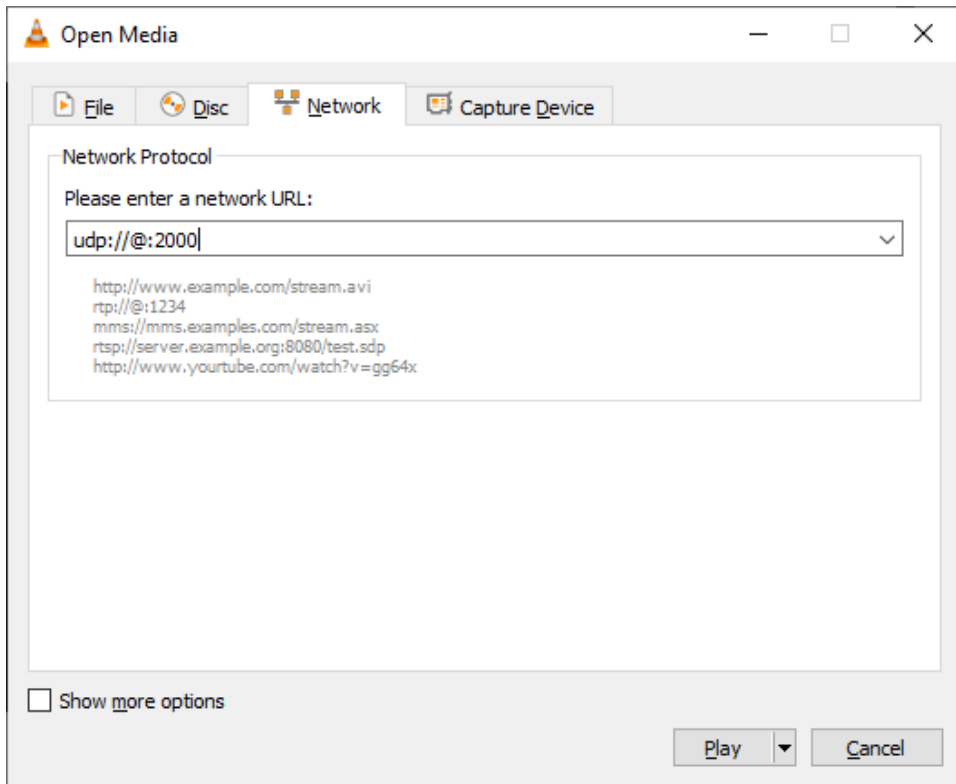 Open Media
File Disc Network Capture Device
Network Protocol
Please enter a network URL:
udp://@:2000
http://www.example.com/stream.avi
rtp://@:1234
mms://mms.examples.com/stream.asx
rtsp://server.example.org:8080/test.sdp
http://www.yourtube.com/watch?v=gg64x
Show more options
Play Cancel